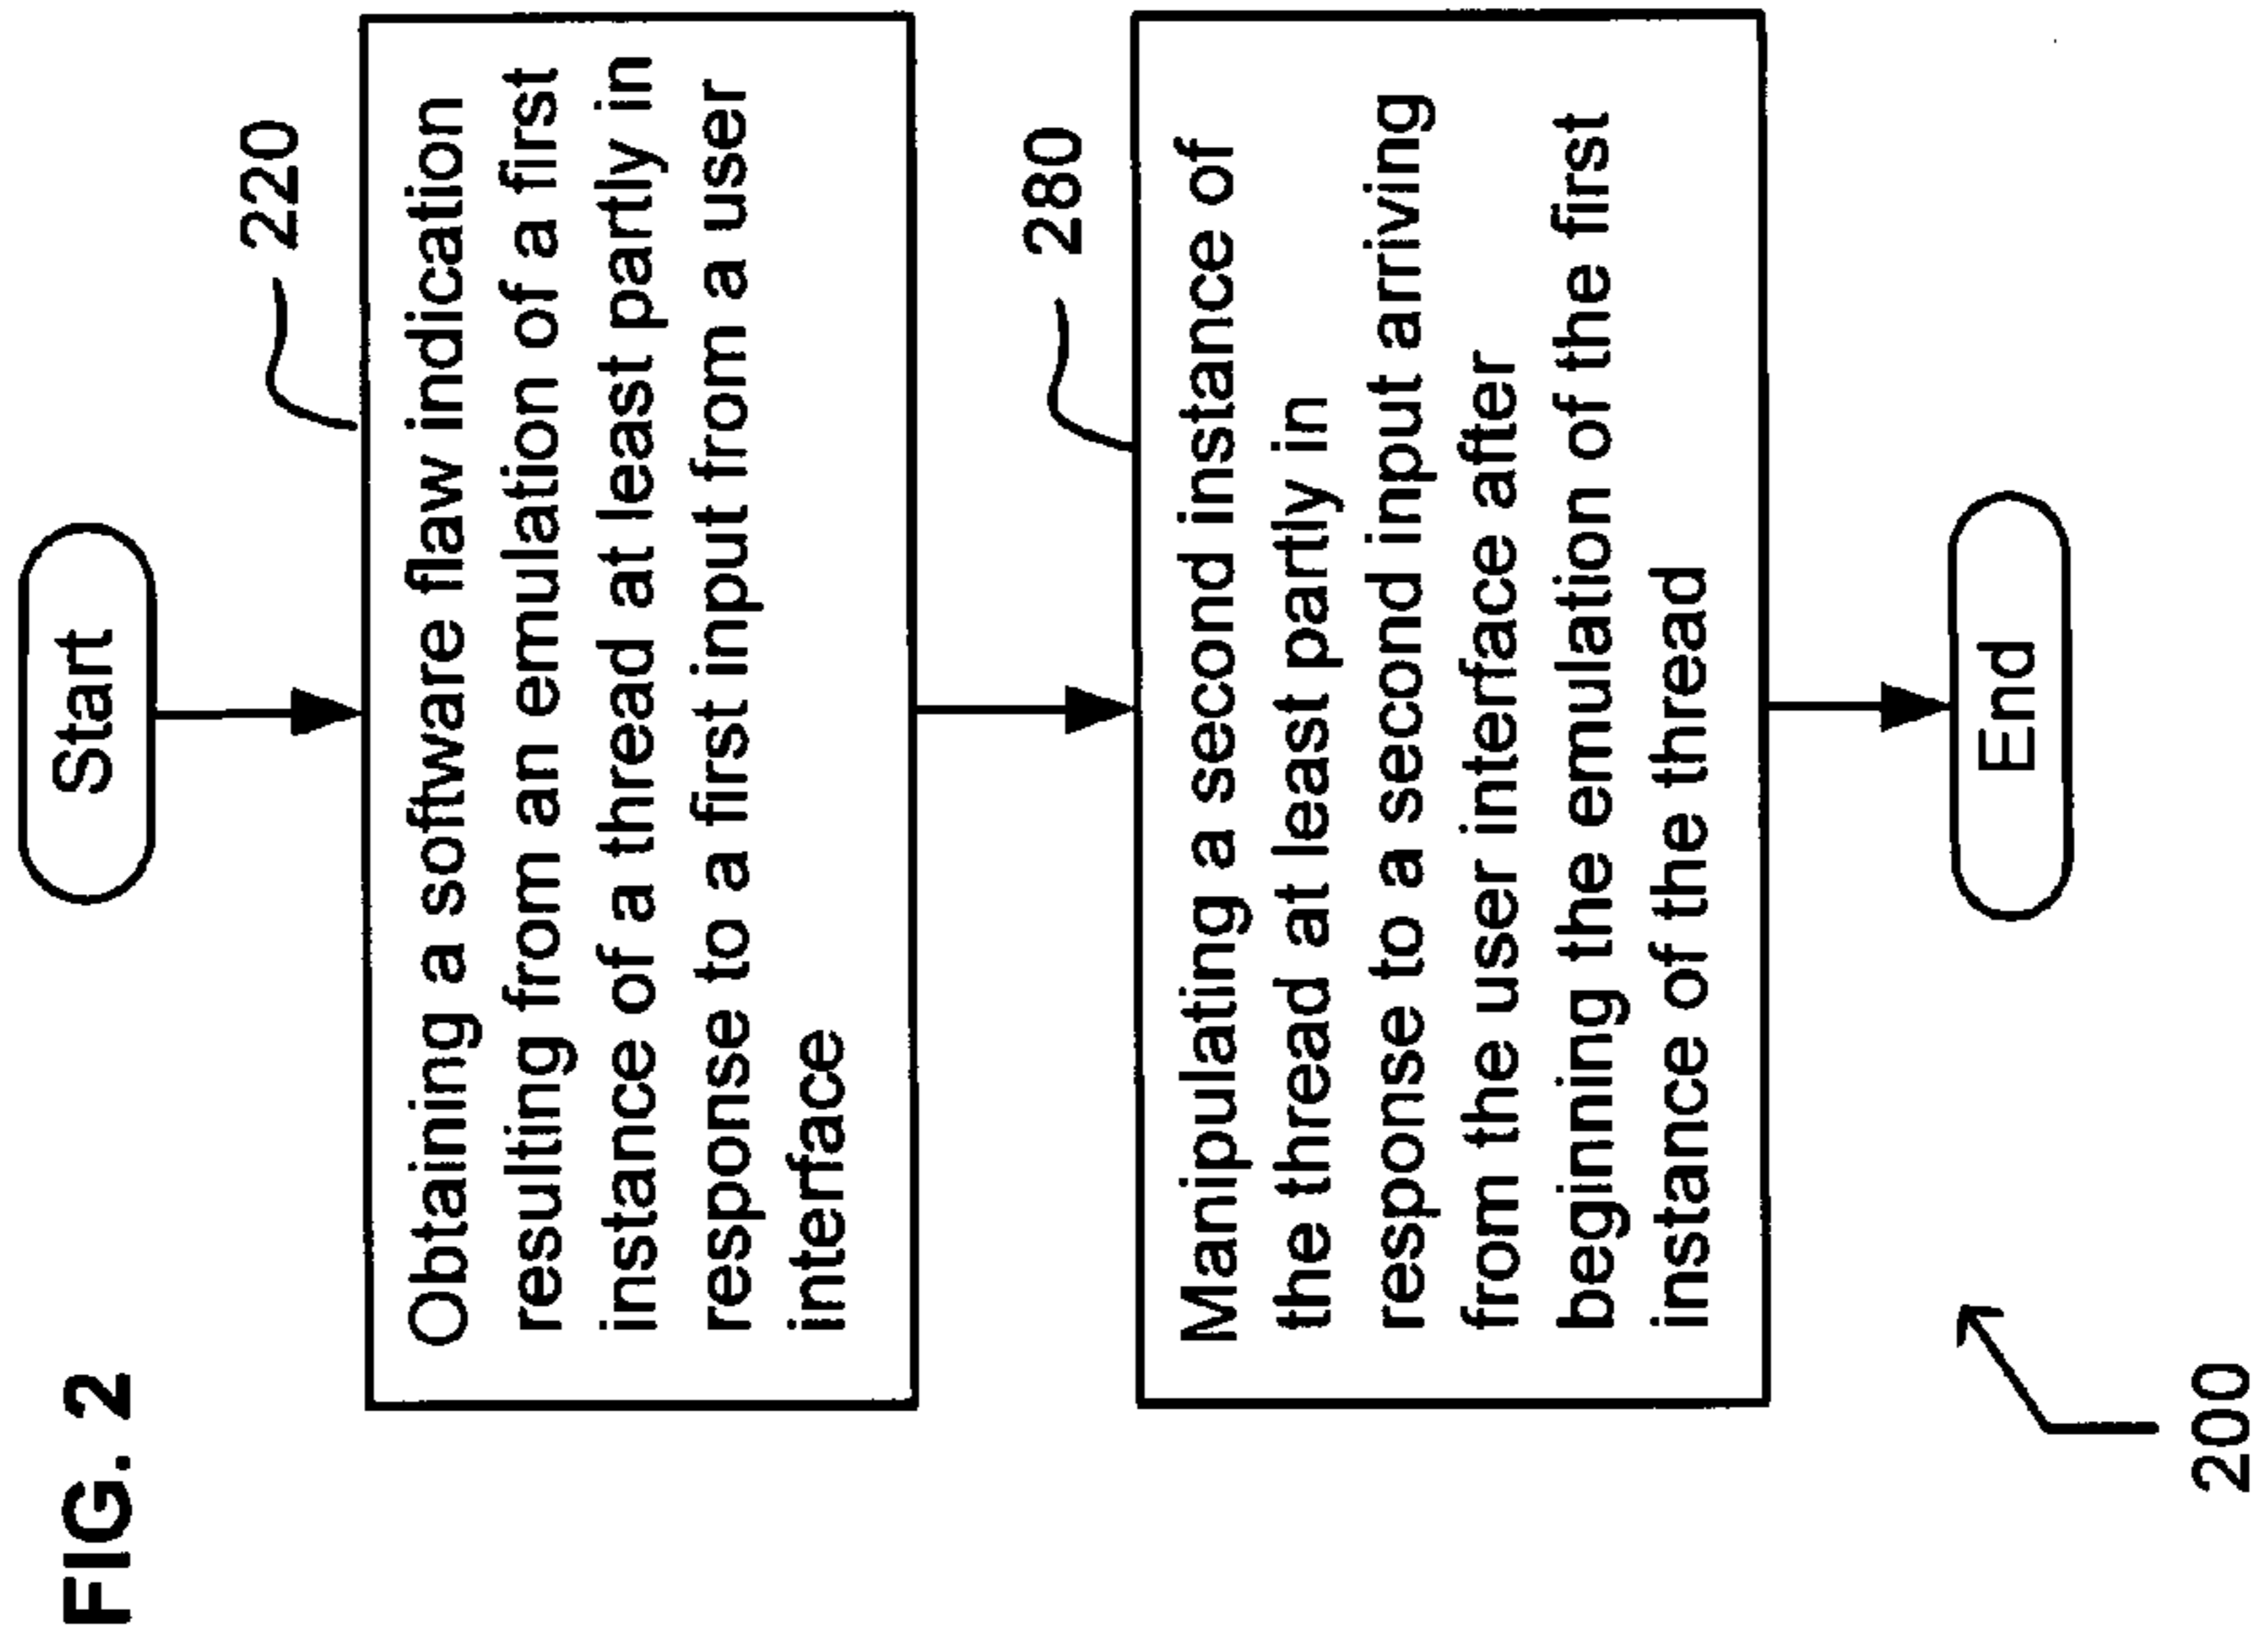 FIG. 2
Start
220
Obtaining a software flaw indication
resulting from an emulation of a first
instance of a thread at least partly in
response to a first input from a user
interface
280
Manipulating a second instance of
the thread at least partly in
response to a second input arriving
from the user interface after
beginning the emulation of the first
instance of the thread
End
200